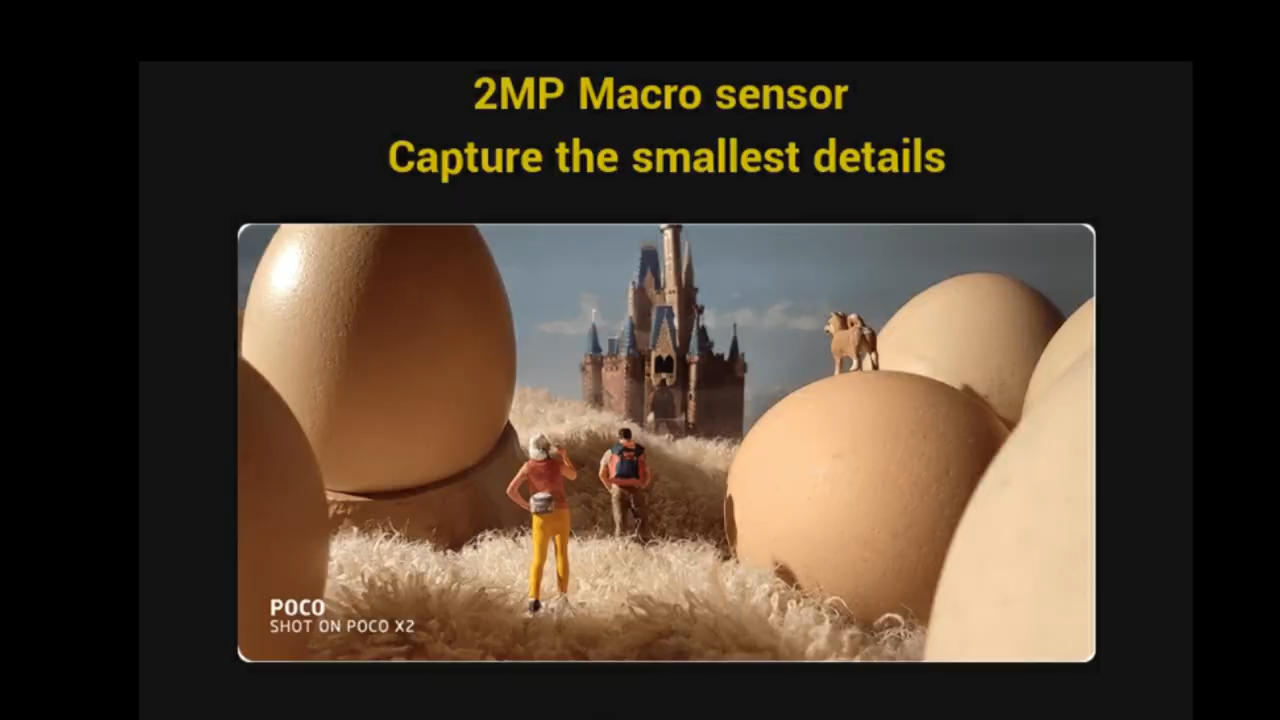 2MP Macro sensor
Capture the smallest details
POCO
SHOT ON POCO X2